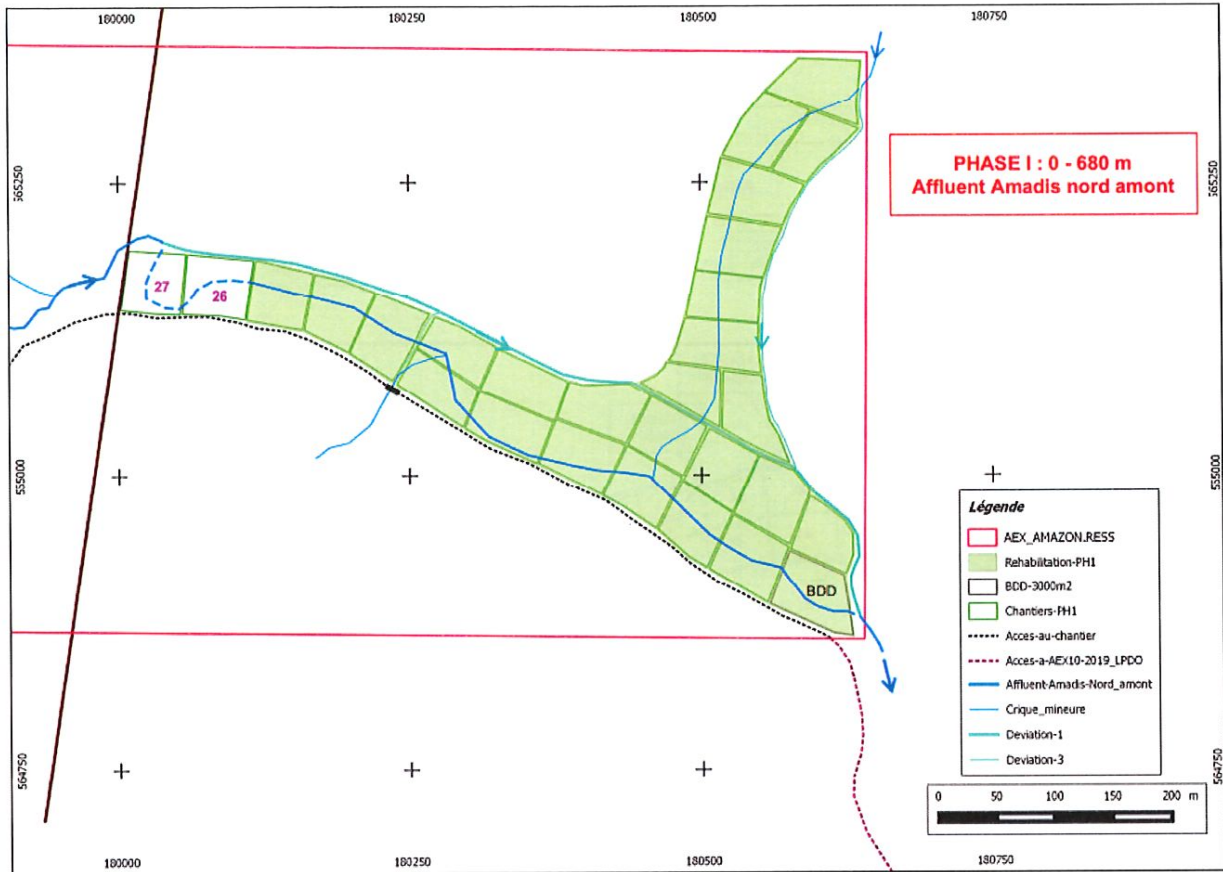 180000
180250
180500
180750
565250
565250
PHASE I : 0 - 680 m
Affluent Amadis nord amont
27
26
555000
555000
BDD
Légende
AEX_AMAZON.RESS
Rehabilitation-PH1
BDD-3000m2
Chantiers-PH1
Acces-au-chantier
Acces-a-AEX10-2019_LPDO
Affluent-Amadis-Nord_amont
Crique_mineure
Deviation-1
Deviation-3
564750
564750
0 50 100 150 200 m
180000
180250
180500
180750